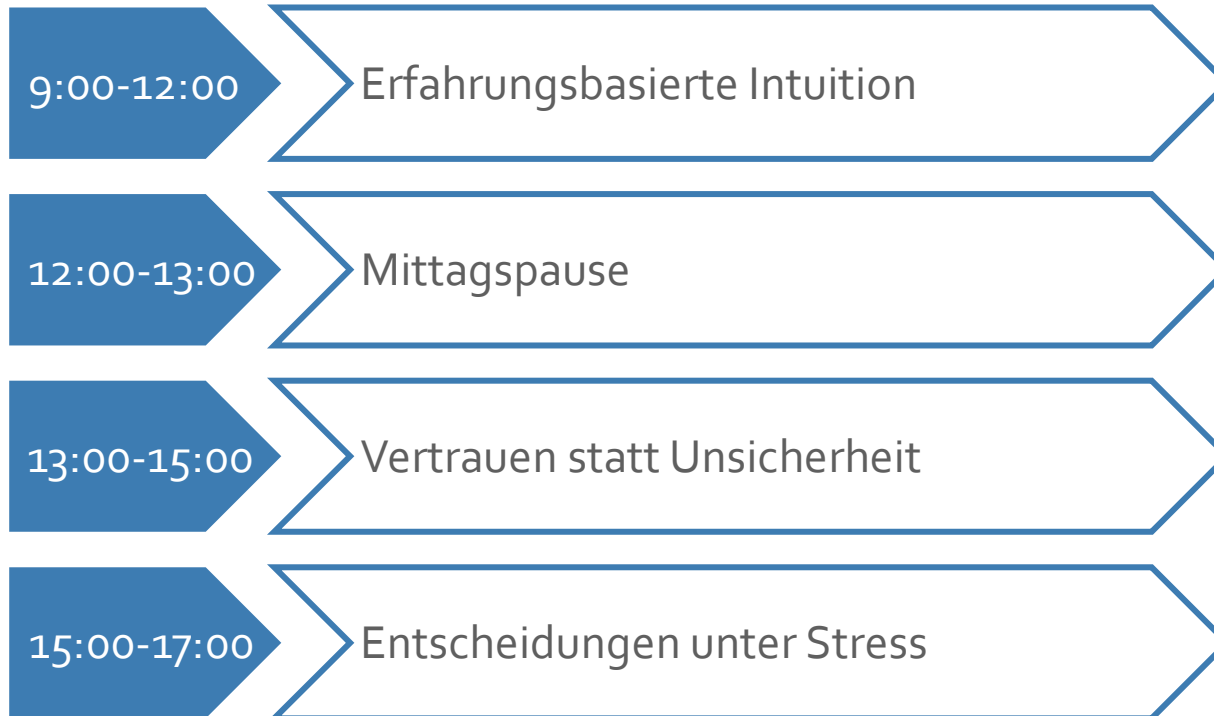 9:00-12:00 Erfahrungsbasierte Intuition
12:00-13:00 Mittagspause
13:00-15:00 Vertrauen statt Unsicherheit
15:00-17:00 Entscheidungen unter Stress